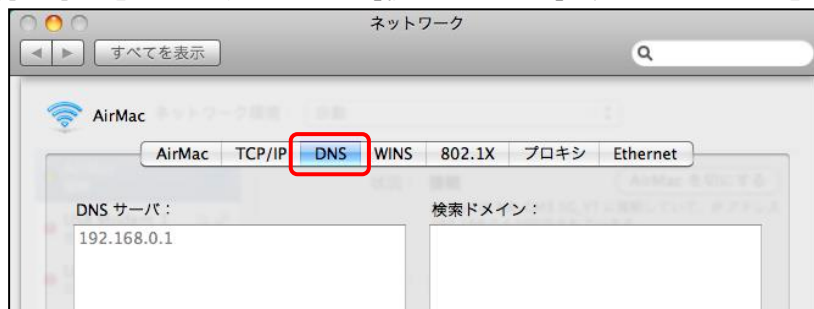 ネットワーク
すべてを表示
AirMac
AirMac TCP/IP DNS WINS 802.1X プロキシ Ethernet
DNS サーバ： 検索ドメイン：
192.168.0.1